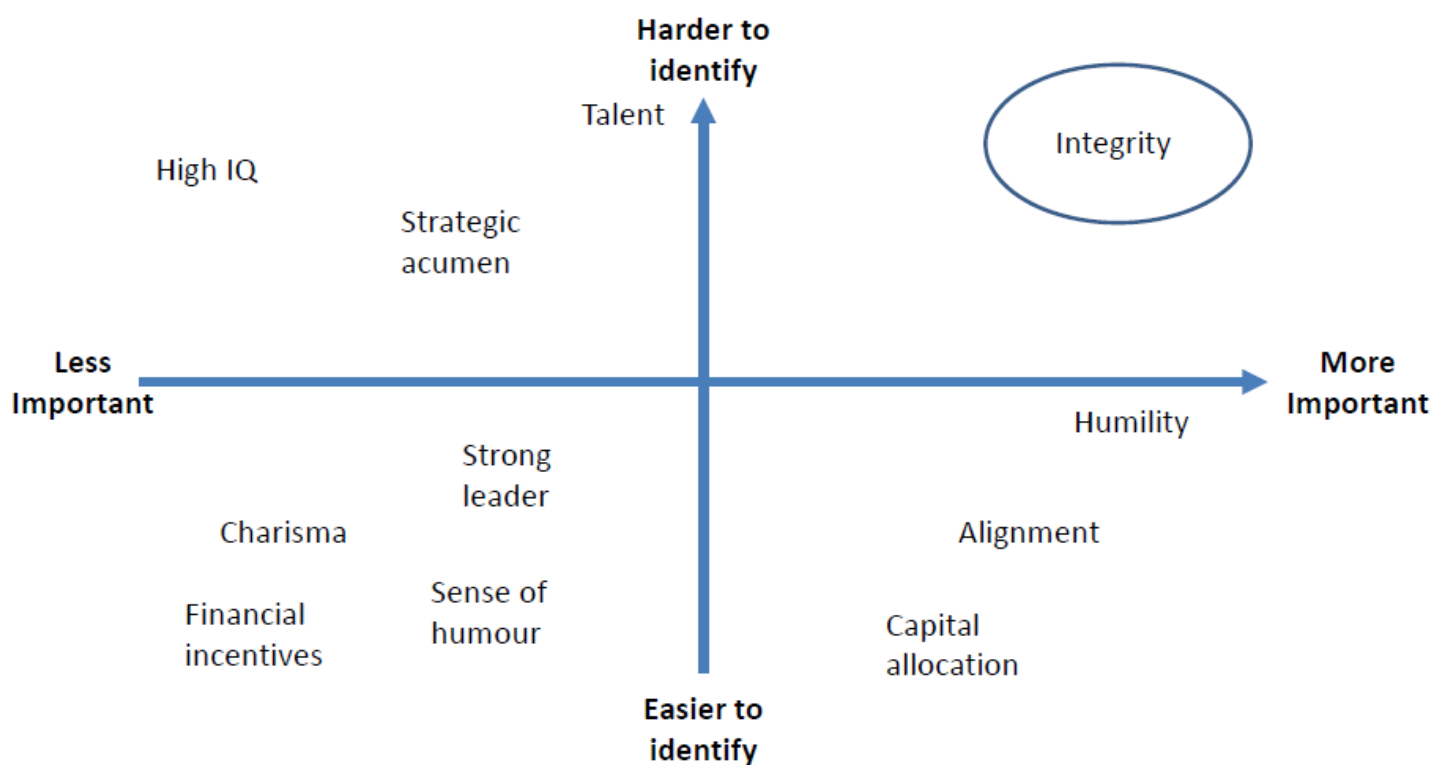 Harder to
identify
Talent
Integrity
High IQ
Strategic
acumen
Less
Important
More
Important
Humility
Strong
leader
Charisma
Alignment
Sense of
humour
Financial
incentives
Capital
allocation
Easier to
identify